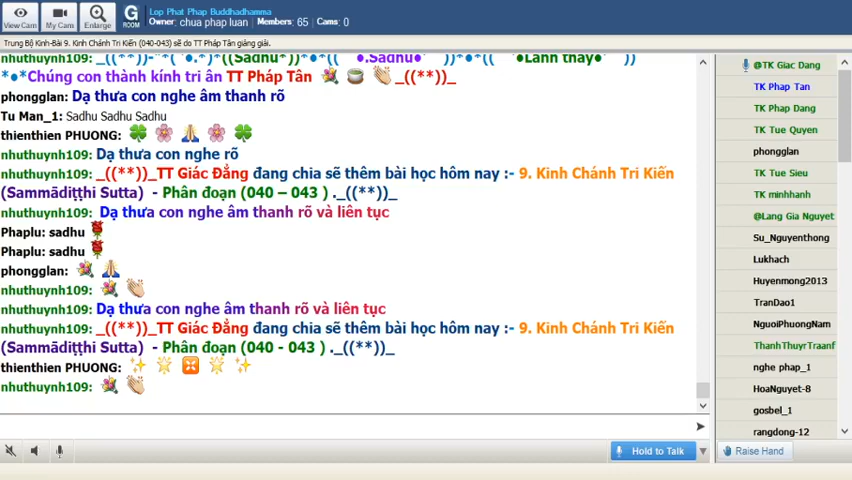 View Cam
My Cam
Enlarge
G
ROOM
Lop Phat Phap Buddhadhamma
Owner: chua phap luan Members: 65 Cams: 0
Trung Bộ Kinh-Bài 9. Kinh Chánh Tri Kiến (040-043) sẽ do TT Pháp Tân giảng giải.
nhuthuynh109: _((**))-"*(¨•.*)*((Sadhu*))*●*((¨ •.Sadhu¨))*●*((¨ •Lành thay•¨))
*●*Chúng con thành kính tri ân TT Pháp Tân _((**))_
phongglan: Dạ thưa con nghe âm thanh rõ
Tu Man_1: Sadhu Sadhu Sadhu
thienthien PHUONG:
nhuthuynh109: Dạ thưa con nghe rõ
nhuthuynh109: _((**))_TT Giác Đẳng đang chia sẽ thêm bài học hôm nay :- 9. Kinh Chánh Tri Kiến
(Sammādiṭṭhi Sutta) - Phân đoạn (040 – 043 ) ._((**))_
nhuthuynh109: Dạ thưa con nghe âm thanh rõ và liên tục
Phaplu: sadhu
Phaplu: sadhu
phongglan:
nhuthuynh109:
nhuthuynh109: Dạ thưa con nghe âm thanh rõ và liên tục
nhuthuynh109: _((**))_TT Giác Đẳng đang chia sẽ thêm bài học hôm nay :- 9. Kinh Chánh Tri Kiến
(Sammādiṭṭhi Sutta) - Phân đoạn (040 - 043 ) ._((**))_
thienthien PHUONG:
nhuthuynh109:
Hold to Talk
@TK Giac Dang
TK Phap Tan
TK Phap Dang
TK Tue Quyen
phongglan
TK Tue Sieu
TK minhhanh
@Lang Gia Nguyet
Su_Nguyenthong
Lukhach
Huyenmong2013
TranDao1
NguoiPhuongNam
ThanhThuyrTraanf
nghe phap_1
HoaNguyet-8
gosbel_1
rangdong-12
Raise Hand